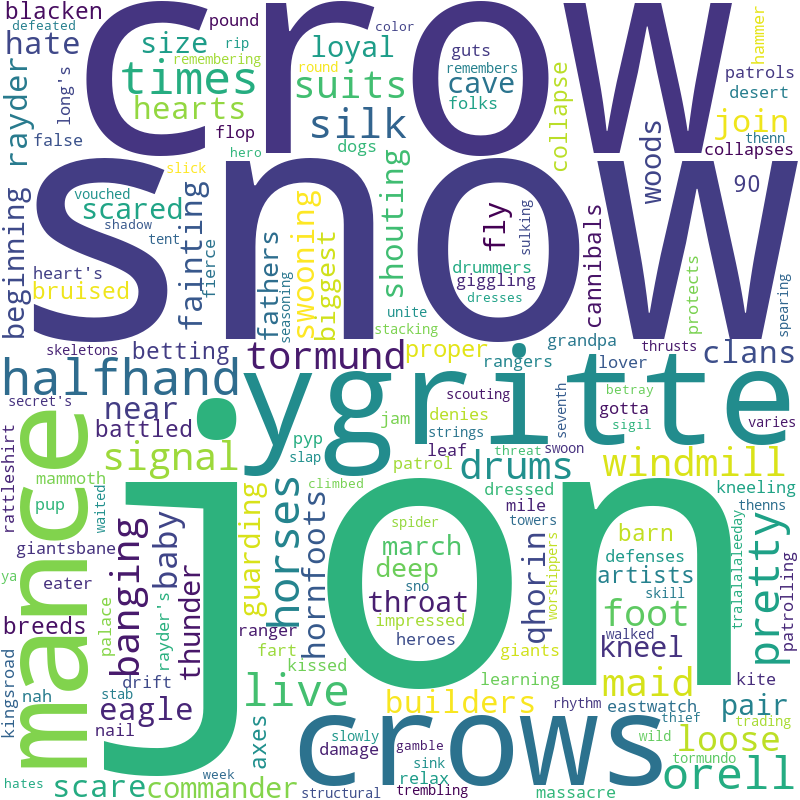 crow
snow
jon
ygritte
mance
crows
halfhand
tormund
blacken
defeated
pound
color
hate
size
rip
loyal
remembering
guts
hammer
rayder
long's
times
round
suits
remembers
cave
folks
patrols
desert
hearts
silk
collapse
join
thenn
false
flop
hero
dogs
woods
collapses
slick
beginning
vouched
scared
shadow
tent
fainting
fierce
swooning
shouting
fly
sulking
cannibals
90
heart's
bruised
fathers
seasoning
biggest
drummers
giggling
dresses
protects
spearing
unite
stacking
grandpa
thrusts
skeletons
betting
proper
rangers
lover
clans
secret's
near
battled
jam
denies
scouting
seventh
betray
gotta
sigil
varies
rattleshirt
signal
pyp
slap
strings
leaf
threat
swoon
mammoth
pup
waited
climbed
patrol
drums
dressed
windmill
kneeling
thenns
giantsbane
banging
baby
guarding
horses
hornfoots
spider
mile
towers
barn
pretty
tralalalaleeday
patrolling
ya
eater
thunder
march
deep
sno
throat
qhorin
worshippers
defenses
artists
skill
breeds
palace
rayder's
ranger
impressed
heroes
giants
foot
walked
kneel
kingsroad
nah
drift
stab
fart
kissed
learning
maid
kite
eagle
nail
live
builders
rhythm
eastwatch
thief
pair
trading
axes
slowly
damage
gamble
sink
relax
wild
tormundo
loose
hates
scare
commander
week
structural
trembling
massacre
orell